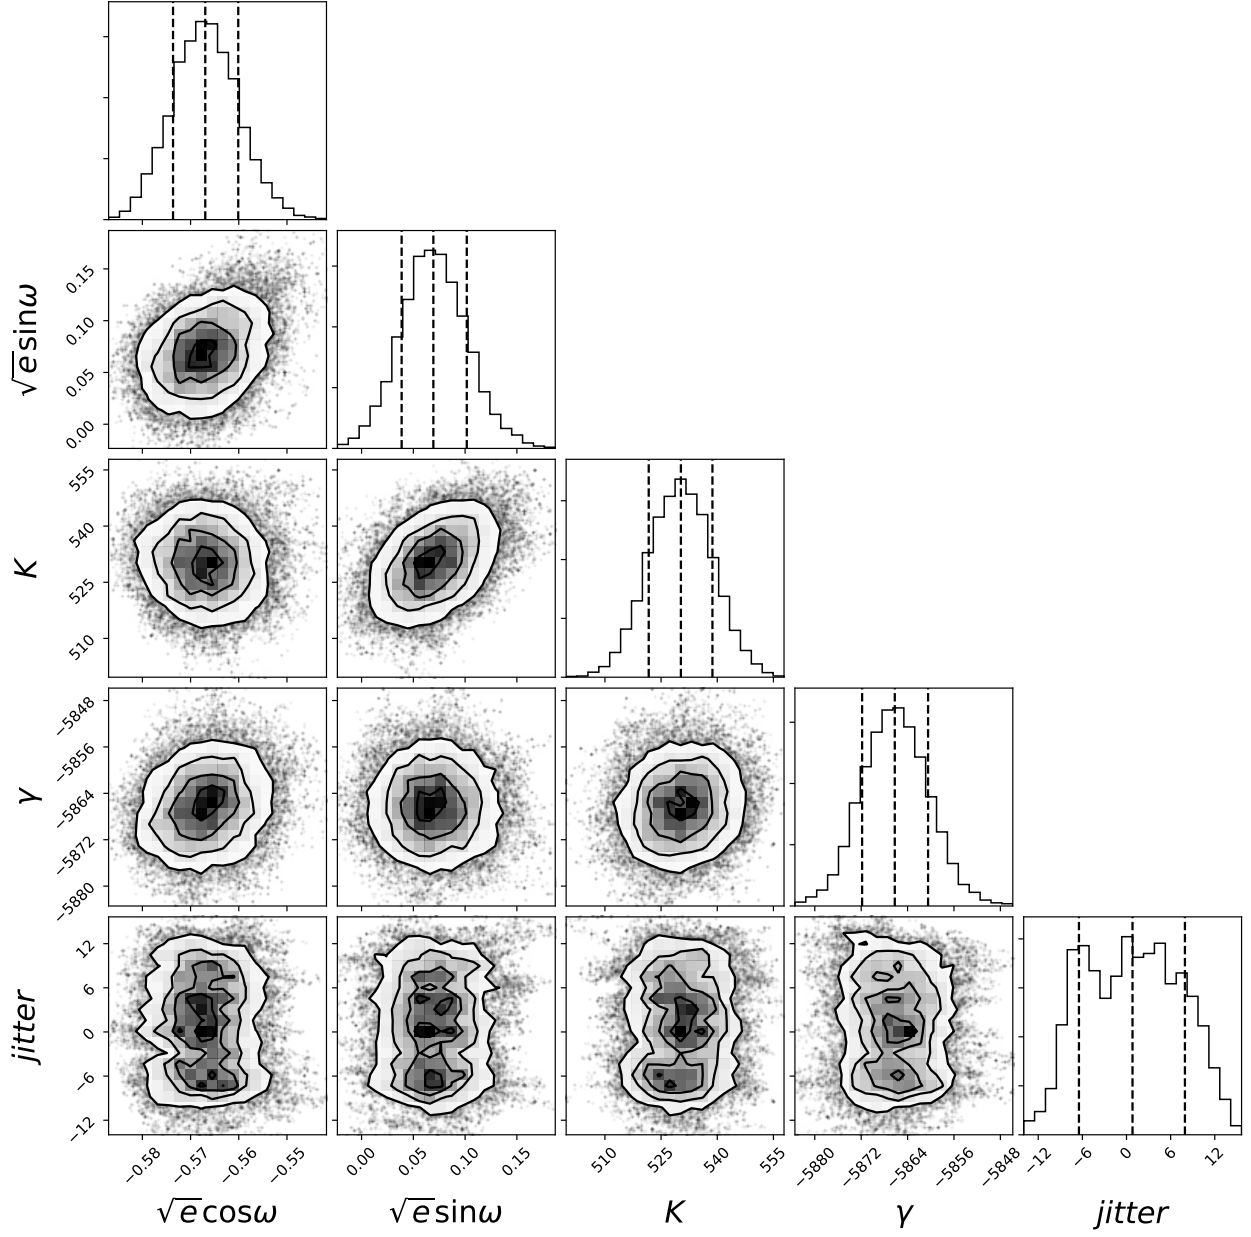 √e sinω
0.15
0.10
0.05
0.00
K
555
540
525
510
γ
−5848
−5856
−5864
−5872
−5880
jitter
12
6
0
−6
−12
−0.58 −0.57 −0.56 −0.55
0.00 0.05 0.10 0.15
510 525 540 555
−5880 −5872 −5864 −5856 −5848
−12 −6 0 6 12
√e cosω √e sinω K γ jitter